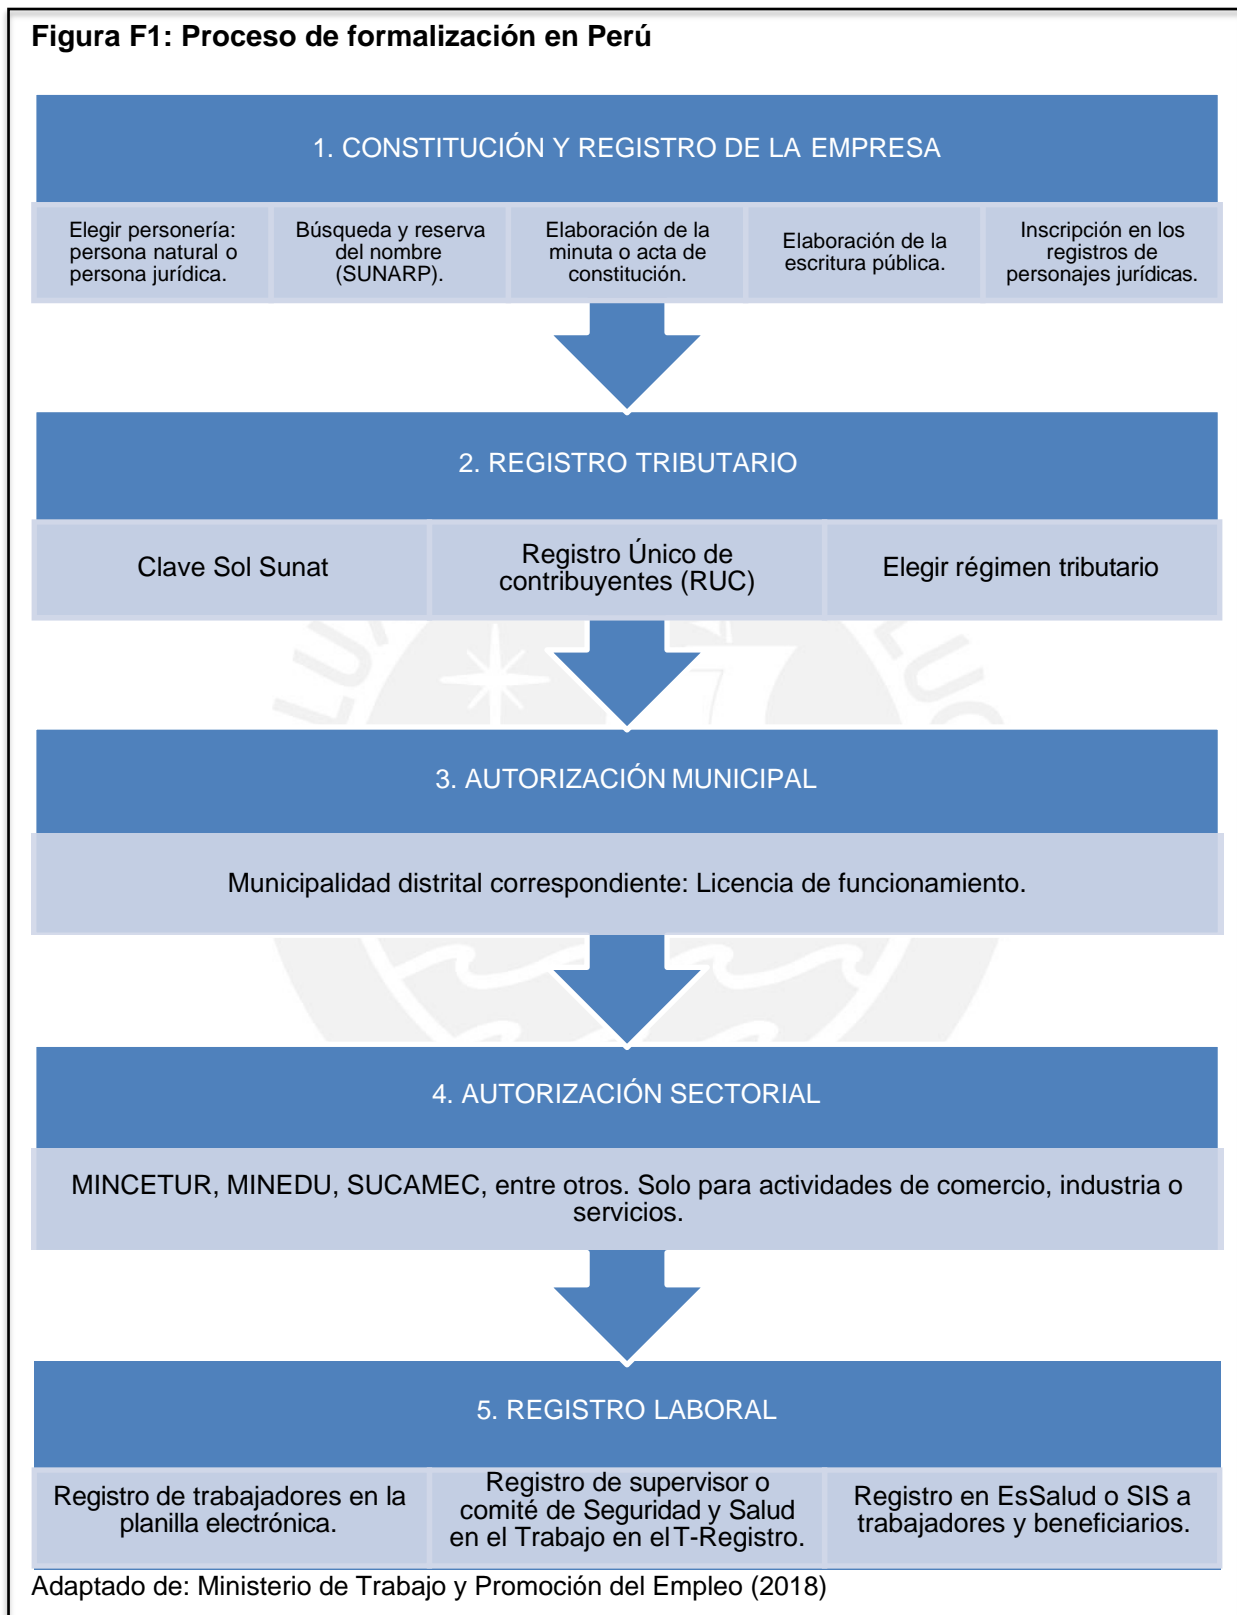 Figura F1: Proceso de formalización en Perú
1. CONSTITUCIÓN Y REGISTRO DE LA EMPRESA
Elegir personería:
persona natural o
persona jurídica.
Búsqueda y reserva
del nombre
(SUNARP).
Elaboración de la
minuta o acta de
constitución.
Elaboración de la
escritura pública.
Inscripción en los
registros de
personajes jurídicas.
2. REGISTRO TRIBUTARIO
Clave Sol Sunat
Registro Único de
contribuyentes (RUC)
Elegir régimen tributario
3. AUTORIZACIÓN MUNICIPAL
Municipalidad distrital correspondiente: Licencia de funcionamiento.
4. AUTORIZACIÓN SECTORIAL
MINCETUR, MINEDU, SUCAMEC, entre otros. Solo para actividades de comercio, industria o
servicios.
5. REGISTRO LABORAL
Registro de trabajadores en la
planilla electrónica.
Registro de supervisor o
comité de Seguridad y Salud
en el Trabajo en el T-Registro.
Registro en EsSalud o SIS a
trabajadores y beneficiarios.
Adaptado de: Ministerio de Trabajo y Promoción del Empleo (2018)